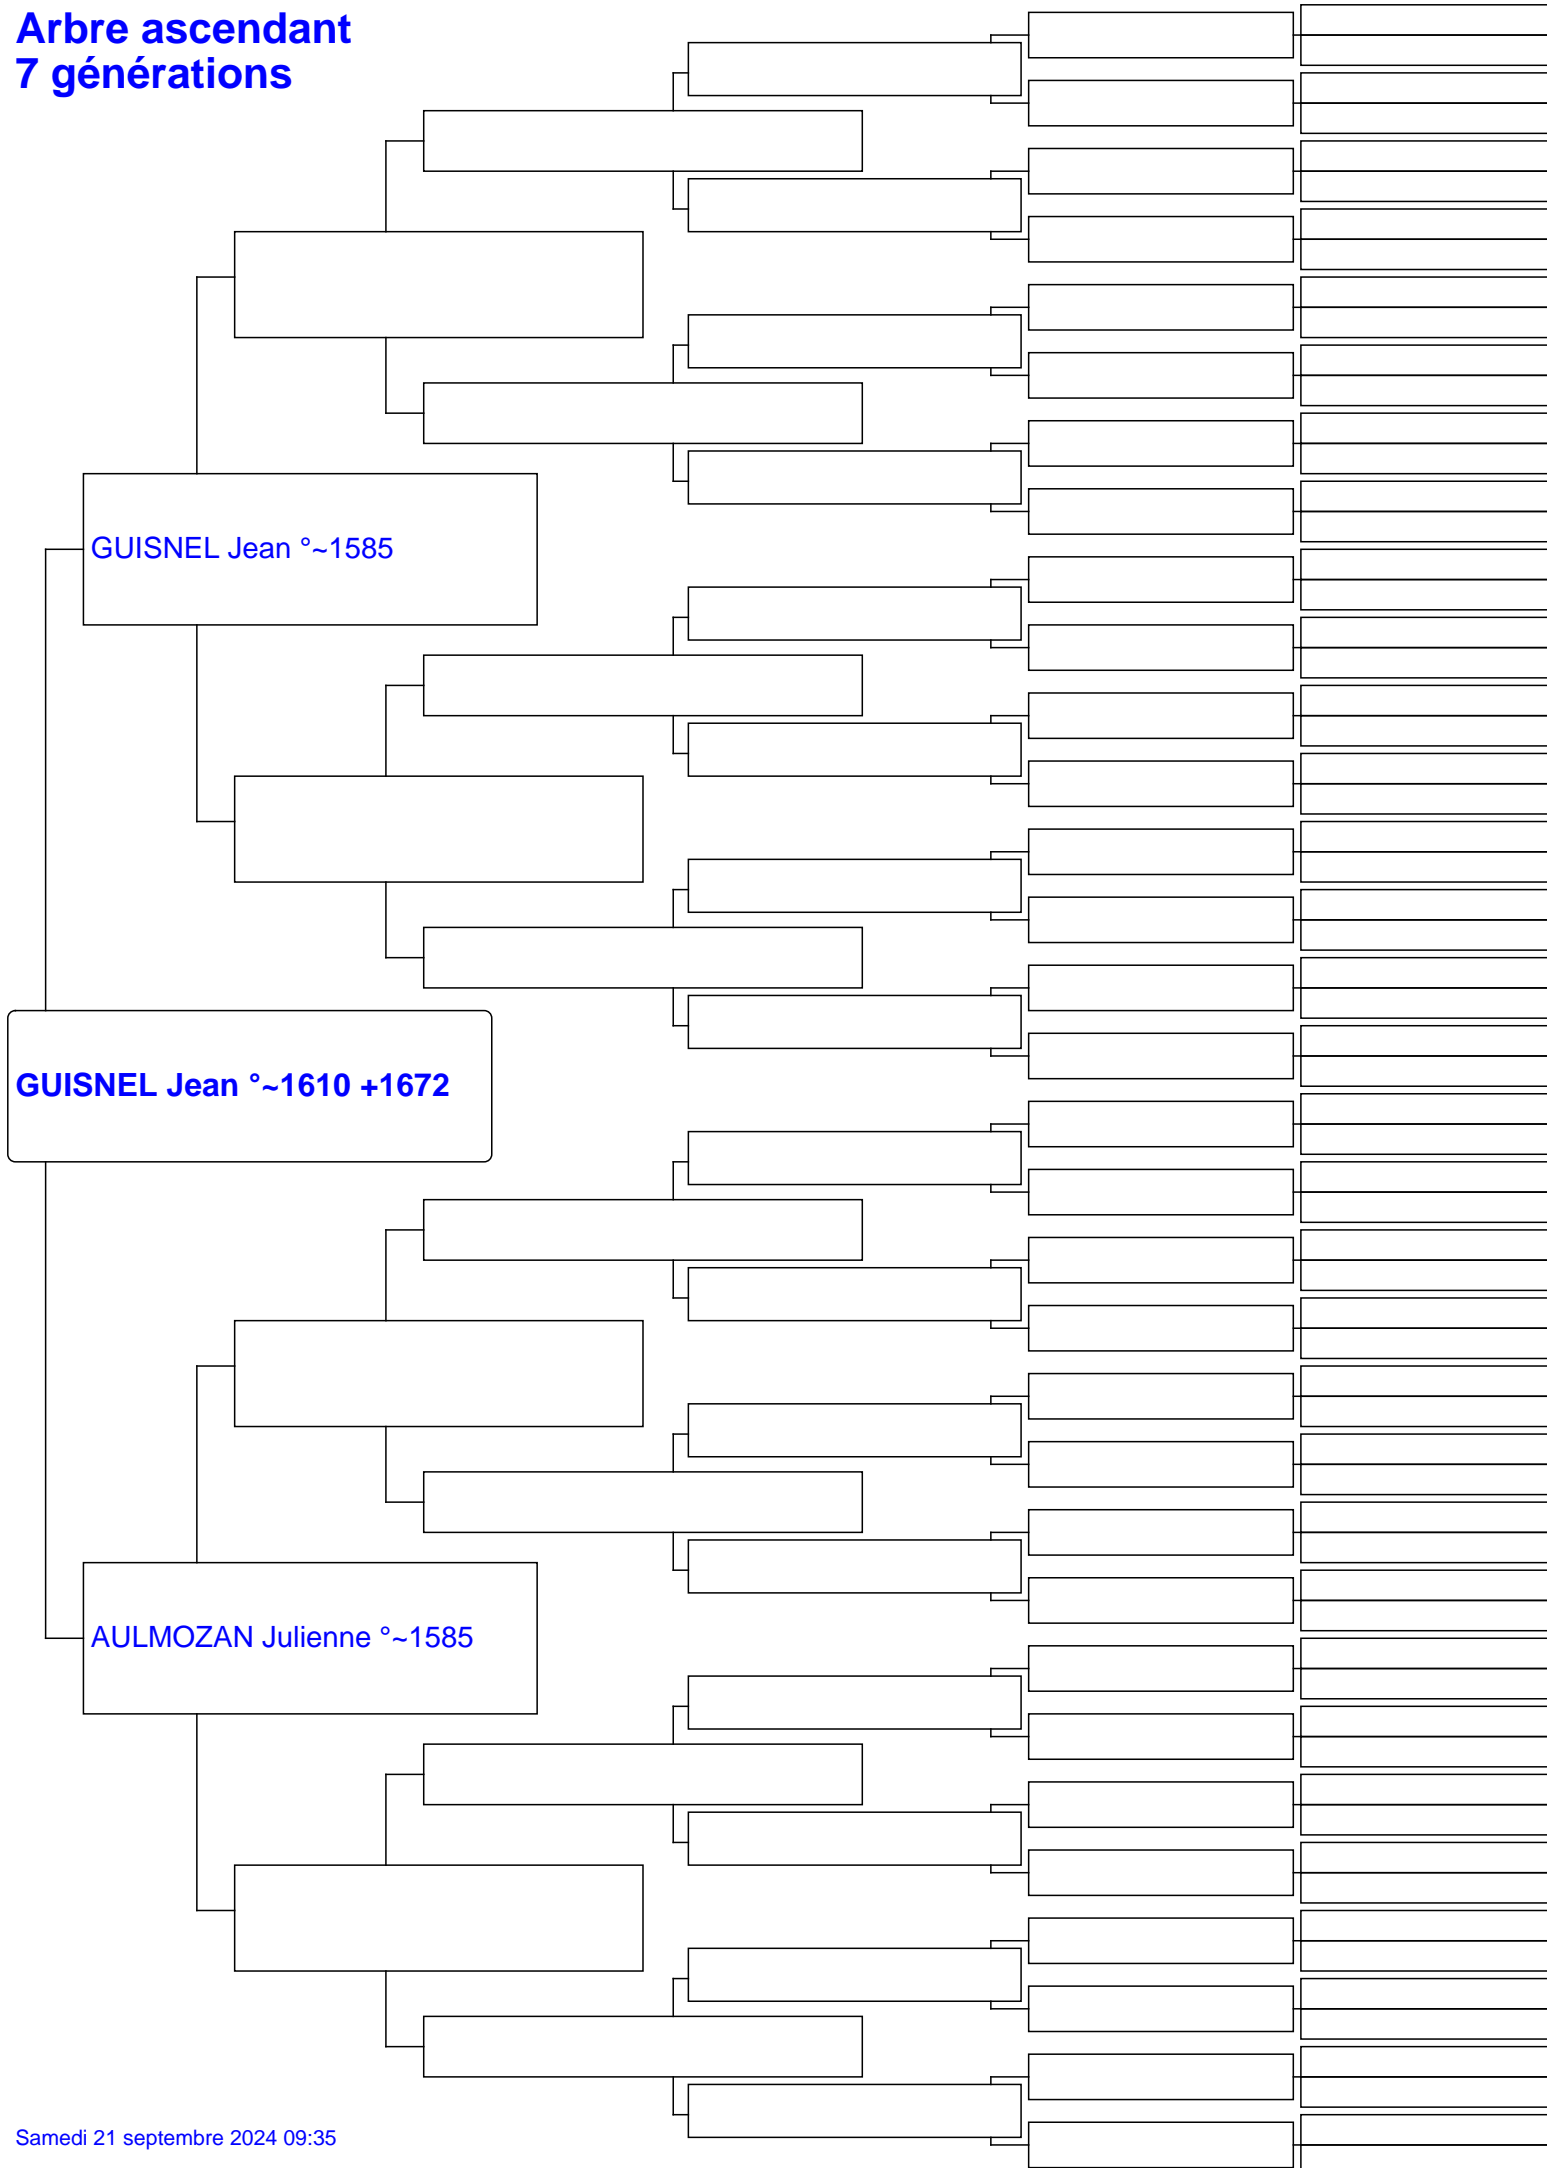 Arbre ascendant
7 générations
GUISNEL Jean °~1585
GUISNEL Jean °~1610 +1672
AULMOZAN Julienne °~1585
Samedi 21 septembre 2024 09:35